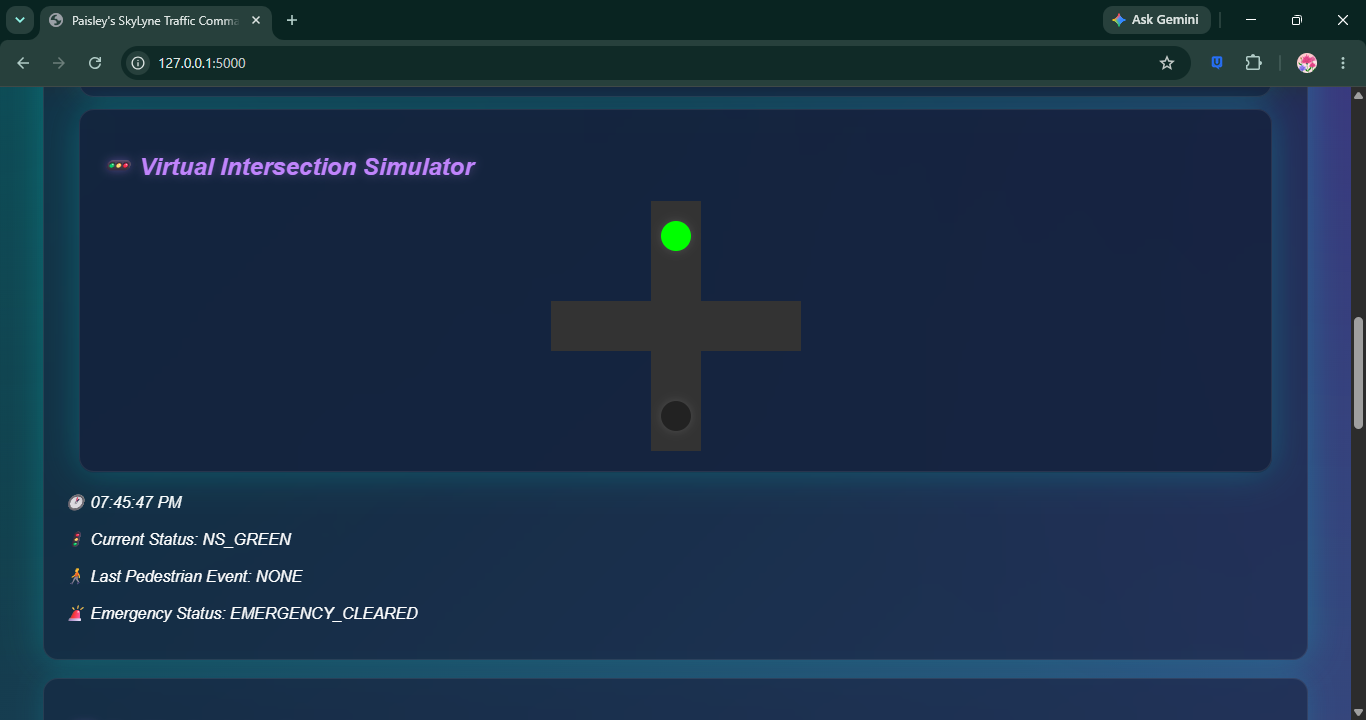 Paisley's SkyLyne Traffic Comma
Ask Gemini
127.0.0.1:5000
Virtual Intersection Simulator
07:45:47 PM
Current Status: NS_GREEN
Last Pedestrian Event: NONE
Emergency Status: EMERGENCY_CLEARED